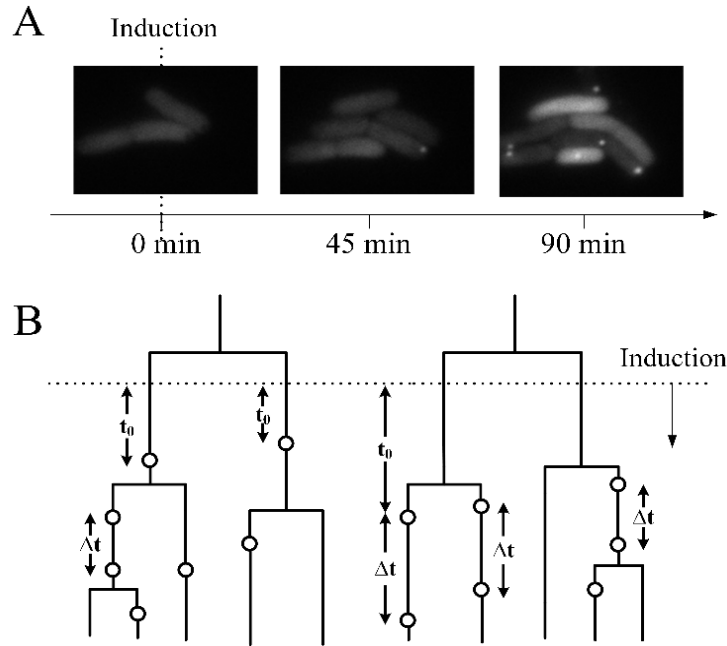 A
Induction
0 min
45 min
90 min
B
Induction
t₀
t₀
t₀
Δt
Δt
Δt
Δt